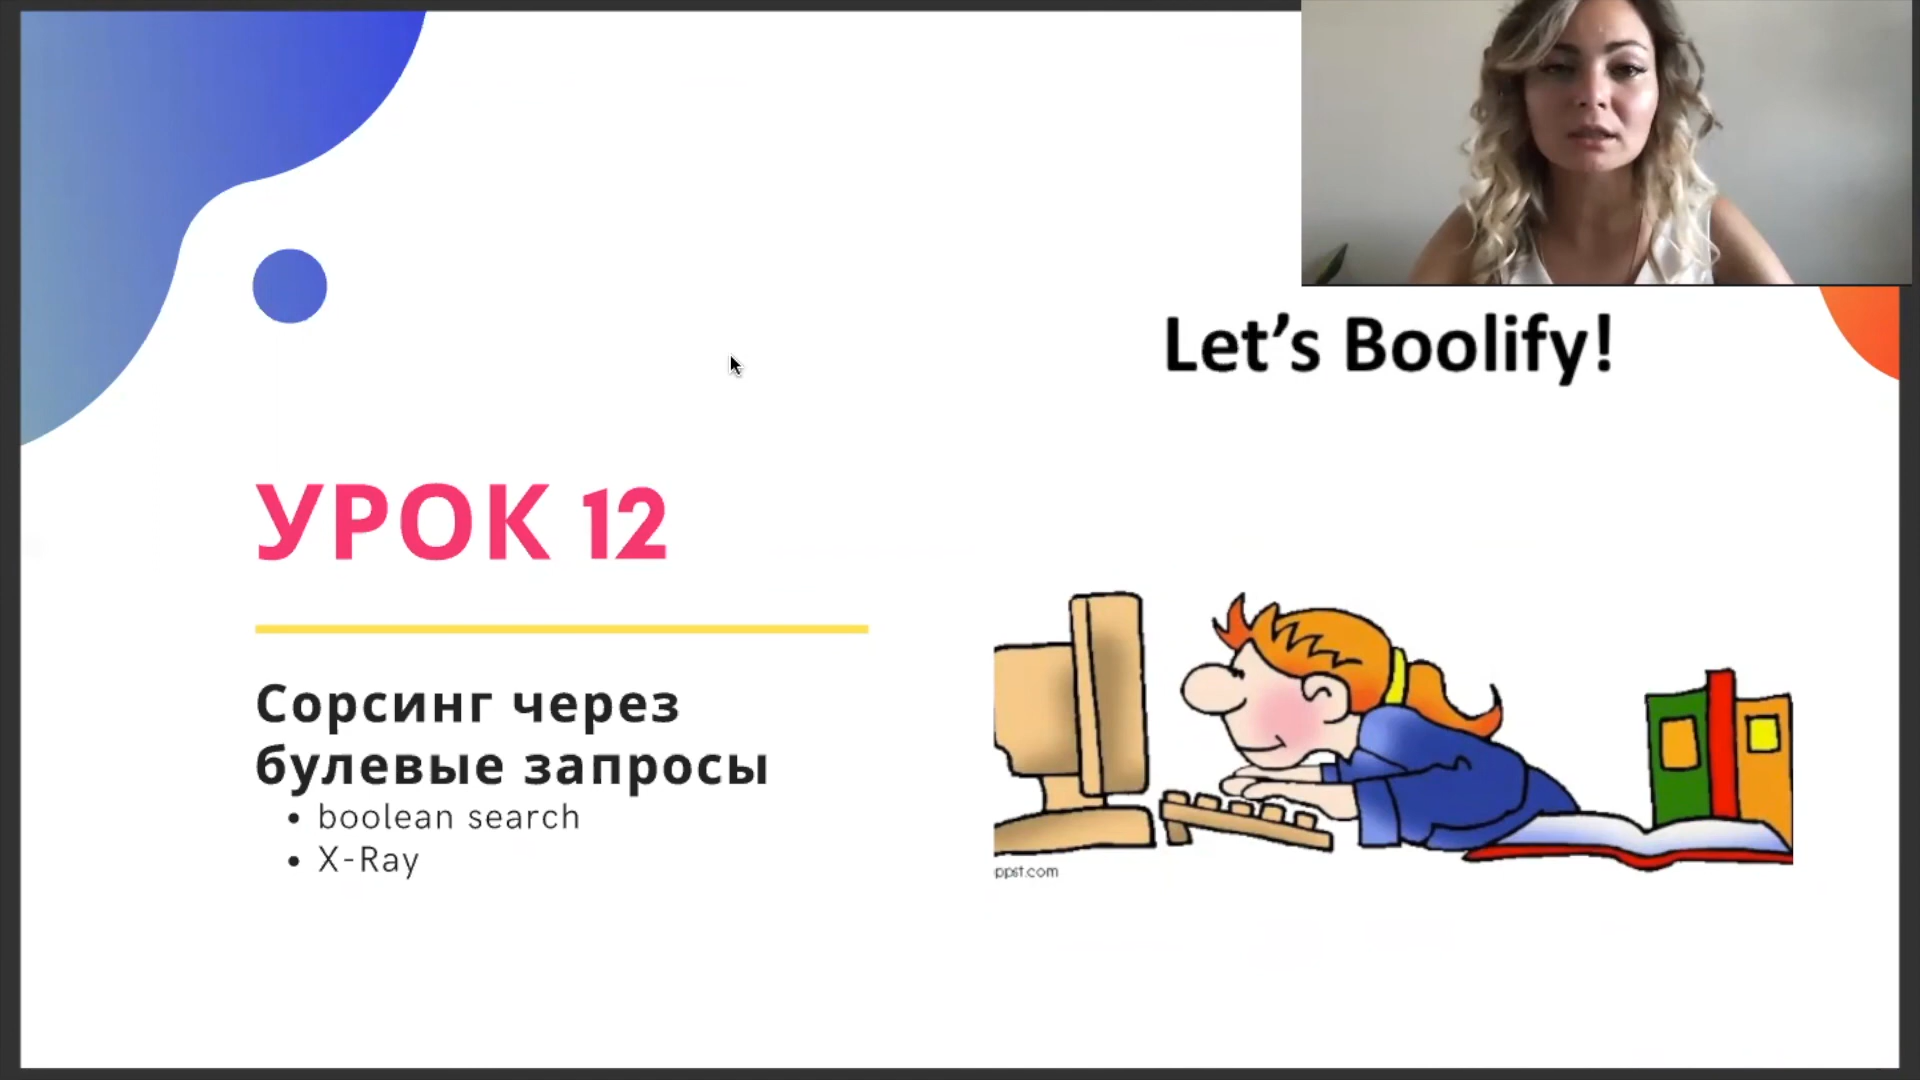 Let’s Boolify!
УРОК 12
Сорсинг через
булевые запросы
• boolean search
• X-Ray
ppst.com